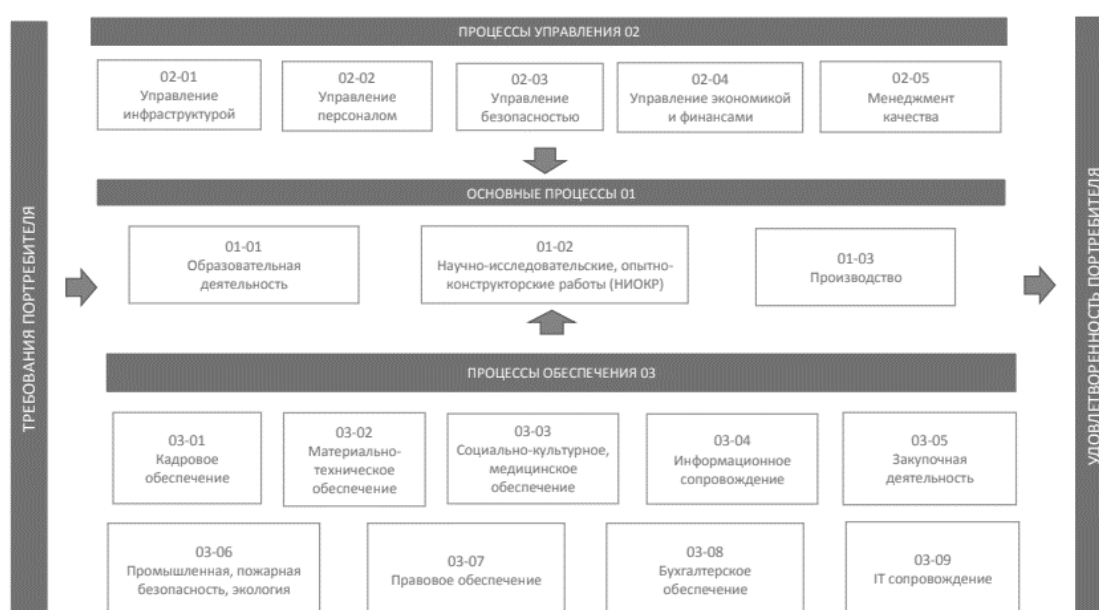 ТРЕБОВАНИЯ ПОРТРЕБИТЕЛЯ
ПРОЦЕССЫ УПРАВЛЕНИЯ 02
02-01
Управление
инфраструктурой
02-02
Управление
персоналом
02-03
Управление
безопасностью
02-04
Управление экономикой
и финансами
02-05
Менеджмент
качества
ОСНОВНЫЕ ПРОЦЕССЫ 01
01-01
Образовательная
деятельность
01-02
Научно-исследовательские, опытно-
конструкторские работы (НИОКР)
01-03
Производство
ПРОЦЕССЫ ОБЕСПЕЧЕНИЯ 03
03-01
Кадровое
обеспечение
03-02
Материально-
техническое
обеспечение
03-03
Социально-культурное,
медицинское
обеспечение
03-04
Информационное
сопровождение
03-05
Закупочная
деятельность
03-06
Промышленная, пожарная
безопасность, экология
03-07
Правовое обеспечение
03-08
Бухгалтерское
обеспечение
03-09
IT сопровождение
УДОВЛЕТВОРЕННОСТЬ ПОРТРЕБИТЕЛЯ